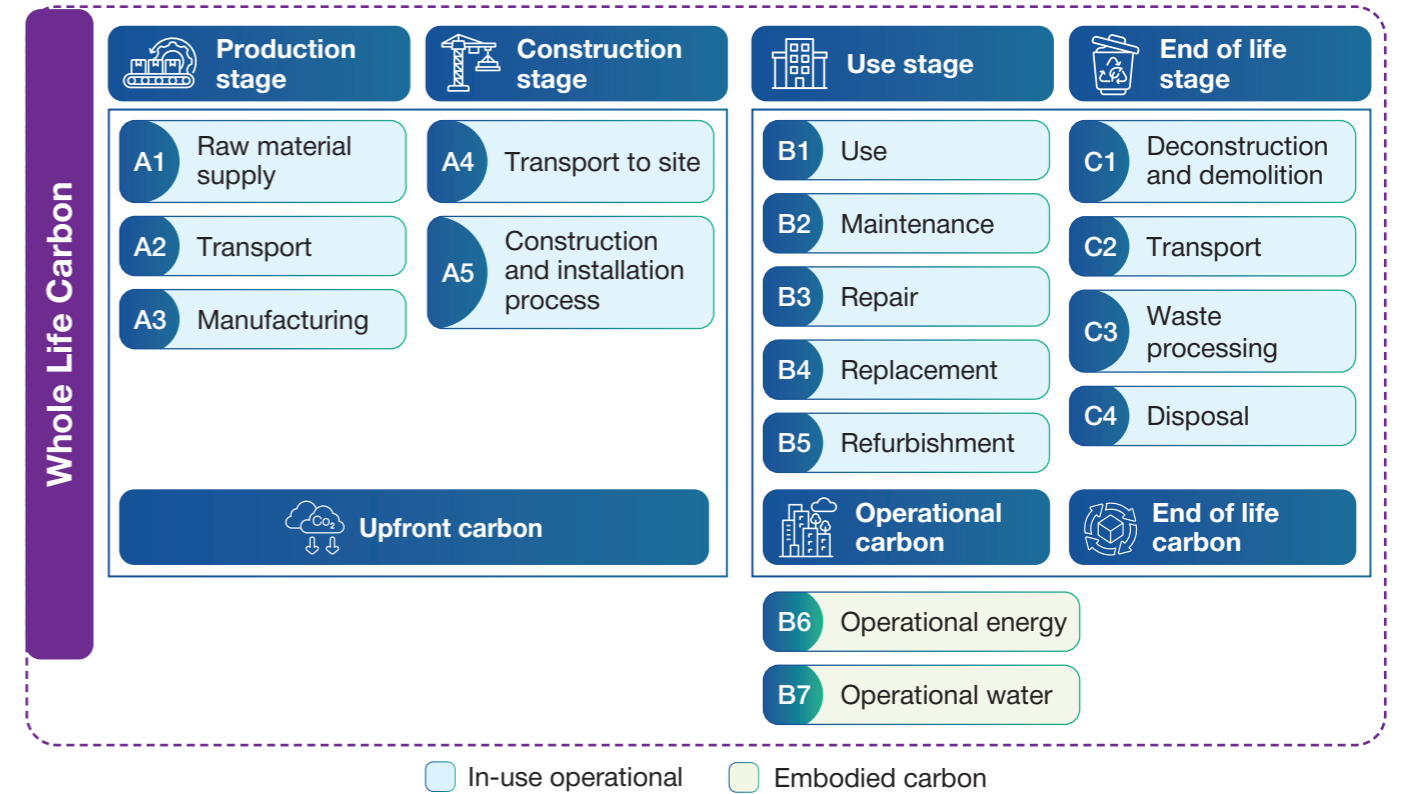 Whole Life Carbon
Production
stage
A1
Raw material
supply
A2
Transport
A3
Manufacturing
Construction
stage
A4
Transport to site
A5
Construction
and installation
process
CO₂
Upfront carbon
Use stage
B1
Use
B2
Maintenance
B3
Repair
B4
Replacement
B5
Refurbishment
Operational
carbon
B6
Operational energy
B7
Operational water
End of life
stage
C1
Deconstruction
and demolition
C2
Transport
C3
Waste
processing
C4
Disposal
End of life
carbon
In-use operational
Embodied carbon